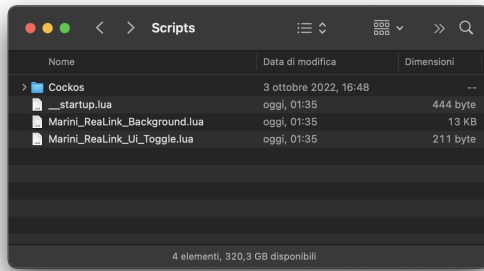 Scripts
Nome Data di modifica Dimensioni
Cockos 3 ottobre 2022, 16:48 --
__startup.lua oggi, 01:35 444 byte
Marini_ReaLink_Background.lua oggi, 01:35 13 KB
Marini_ReaLink_Ui_Toggle.lua oggi, 01:35 211 byte
4 elementi, 320,3 GB disponibili